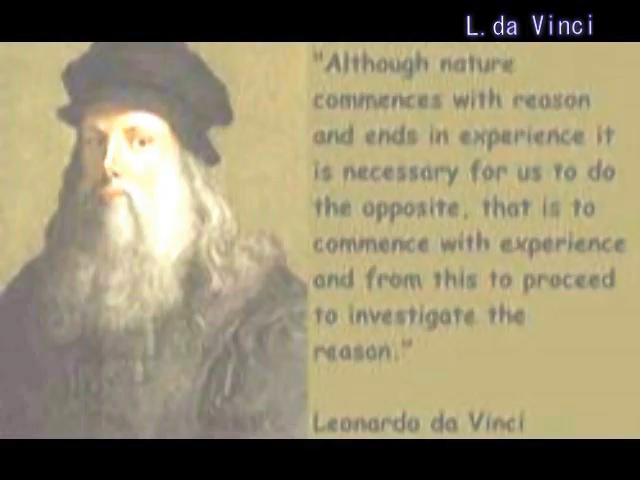 L.da Vinci
"Although nature
commences with reason
and ends in experience it
is necessary for us to do
the opposite, that is to
commence with experience
and from this to proceed
to investigate the
reason."
Leonardo da Vinci